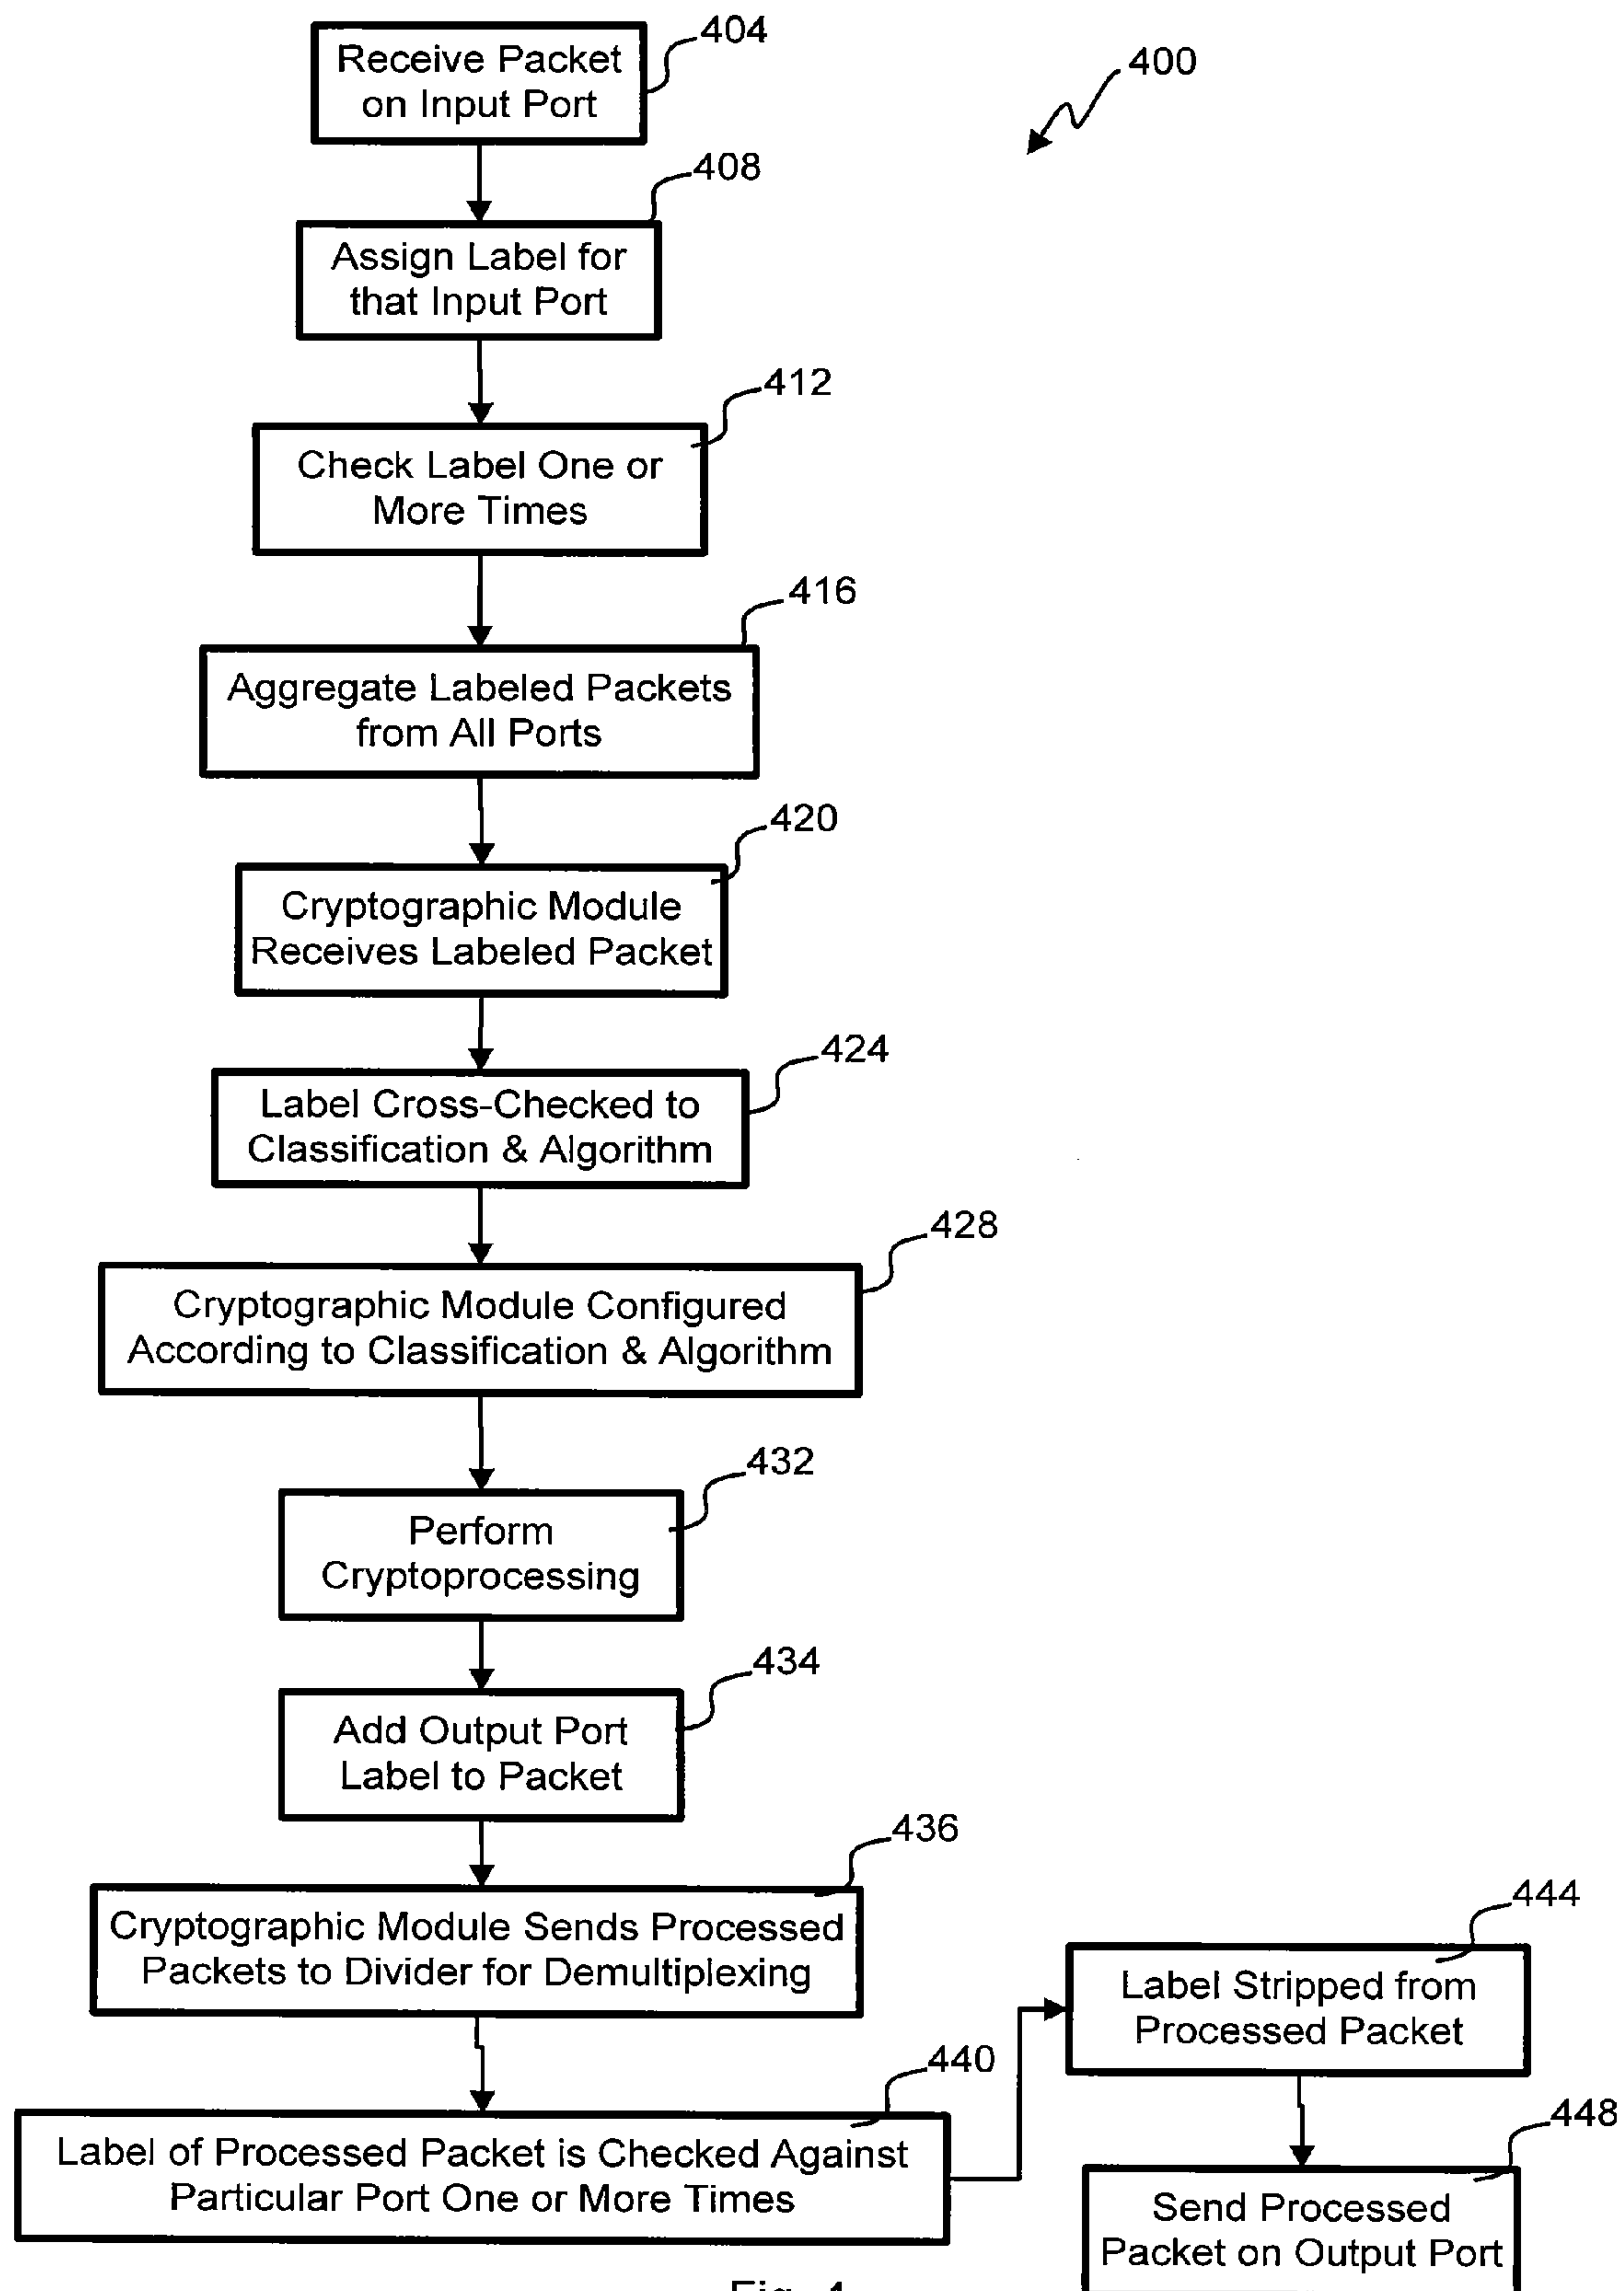 404
Receive Packet
on Input Port
400
408
Assign Label for
that Input Port
412
Check Label One or
More Times
416
Aggregate Labeled Packets
from All Ports
420
Cryptographic Module
Receives Labeled Packet
424
Label Cross-Checked to
Classification & Algorithm
428
Cryptographic Module Configured
According to Classification & Algorithm
432
Perform
Cryptoprocessing
434
Add Output Port
Label to Packet
436
Cryptographic Module Sends Processed
Packets to Divider for Demultiplexing
440
Label of Processed Packet is Checked Against
Particular Port One or More Times
444
Label Stripped from
Processed Packet
448
Send Processed
Packet on Output Port